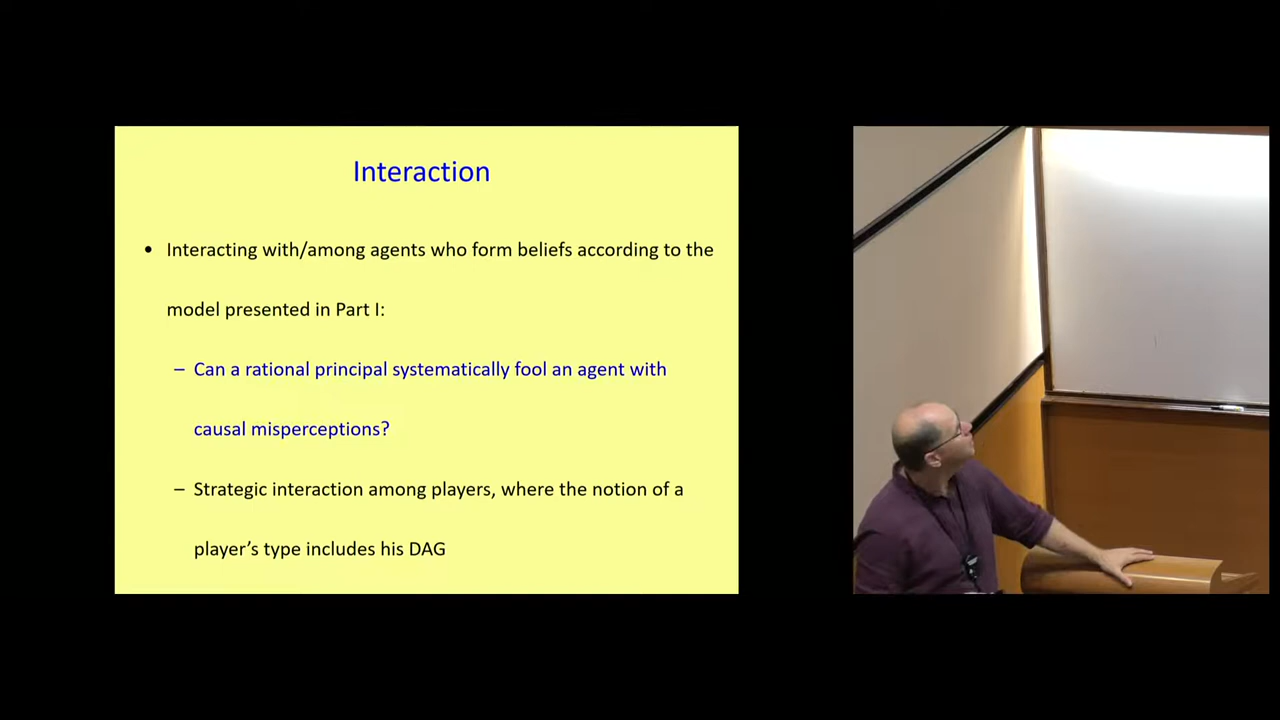 Interaction
• Interacting with/among agents who form beliefs according to the
model presented in Part I:
– Can a rational principal systematically fool an agent with
causal misperceptions?
– Strategic interaction among players, where the notion of a
player’s type includes his DAG